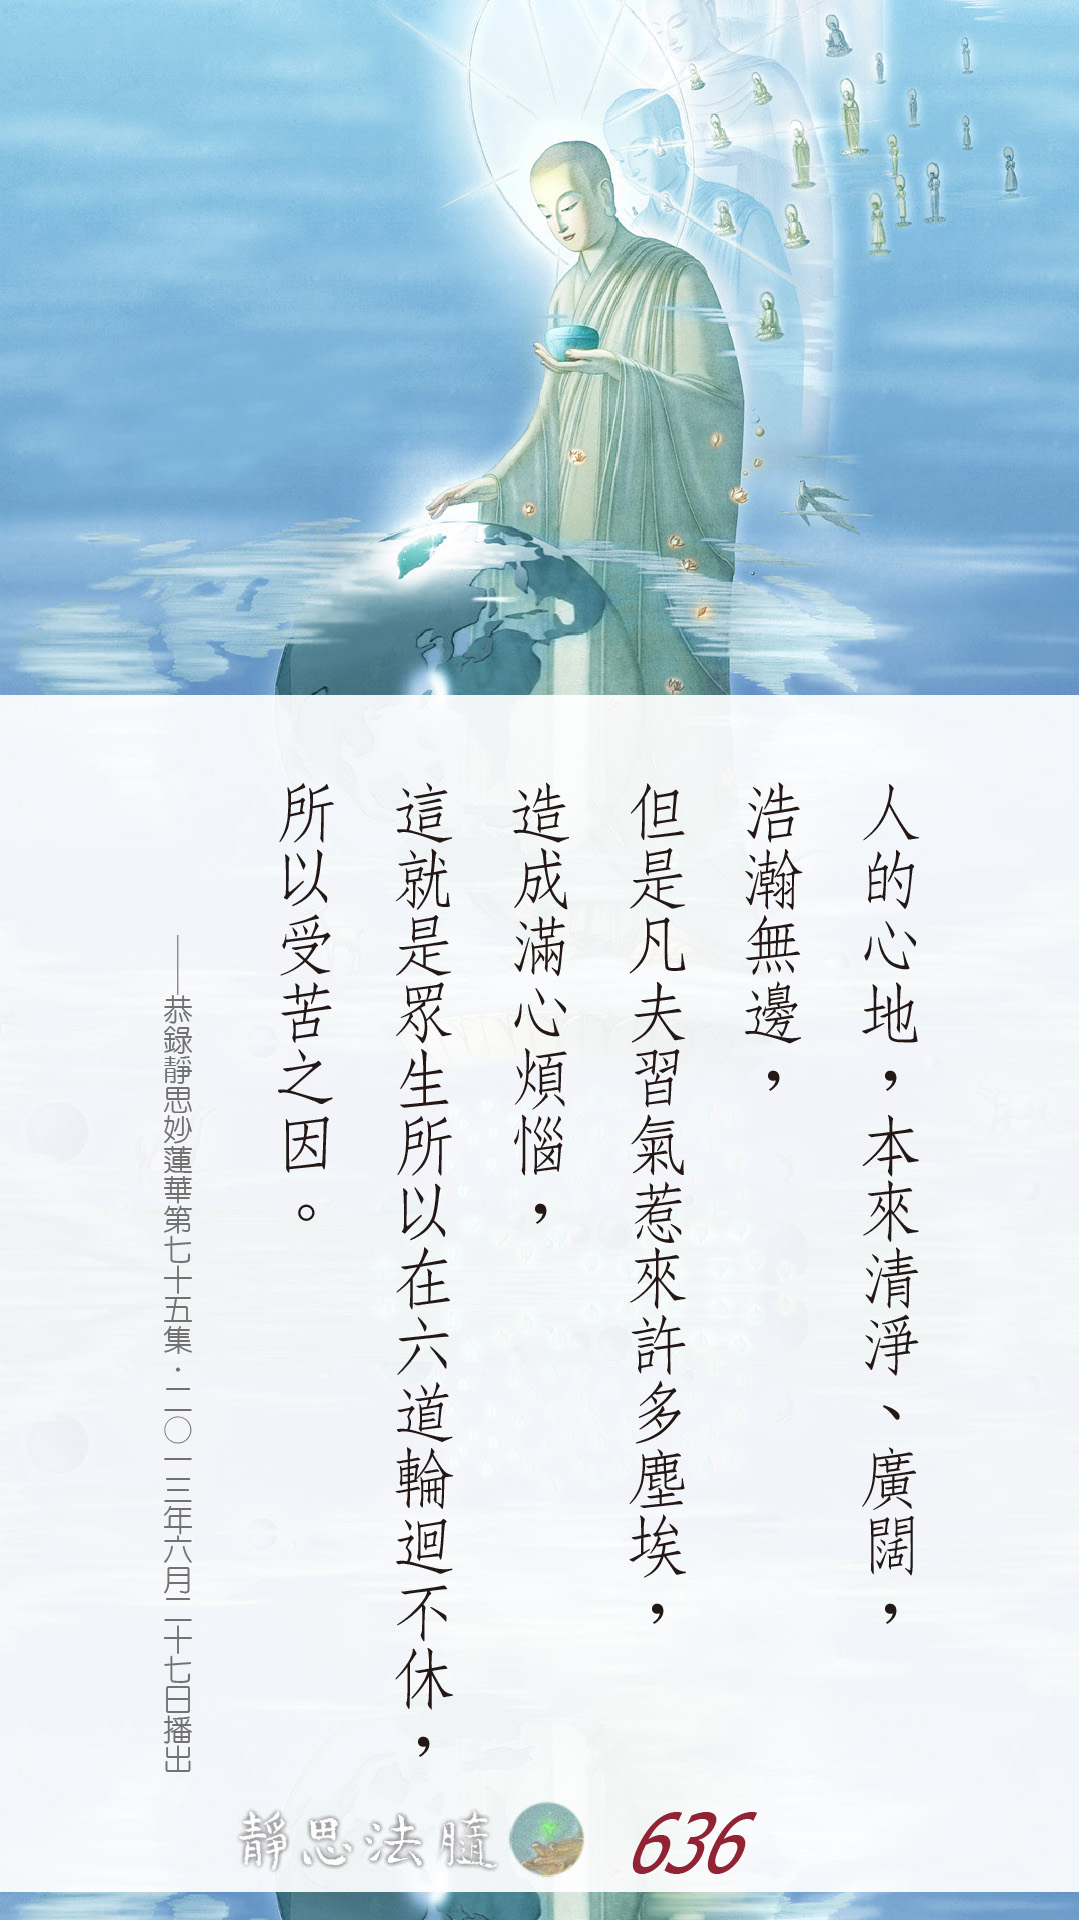 人的心地，本來清淨、廣闊，
浩瀚無邊，
但是凡夫習氣惹來許多塵埃，
造成滿心煩惱，
這就是眾生所以在六道輪迴不休，
所以受苦之因。
——恭錄靜思妙蓮華第七十五集．二〇一三年六月二十七日播出
靜思法髓
636